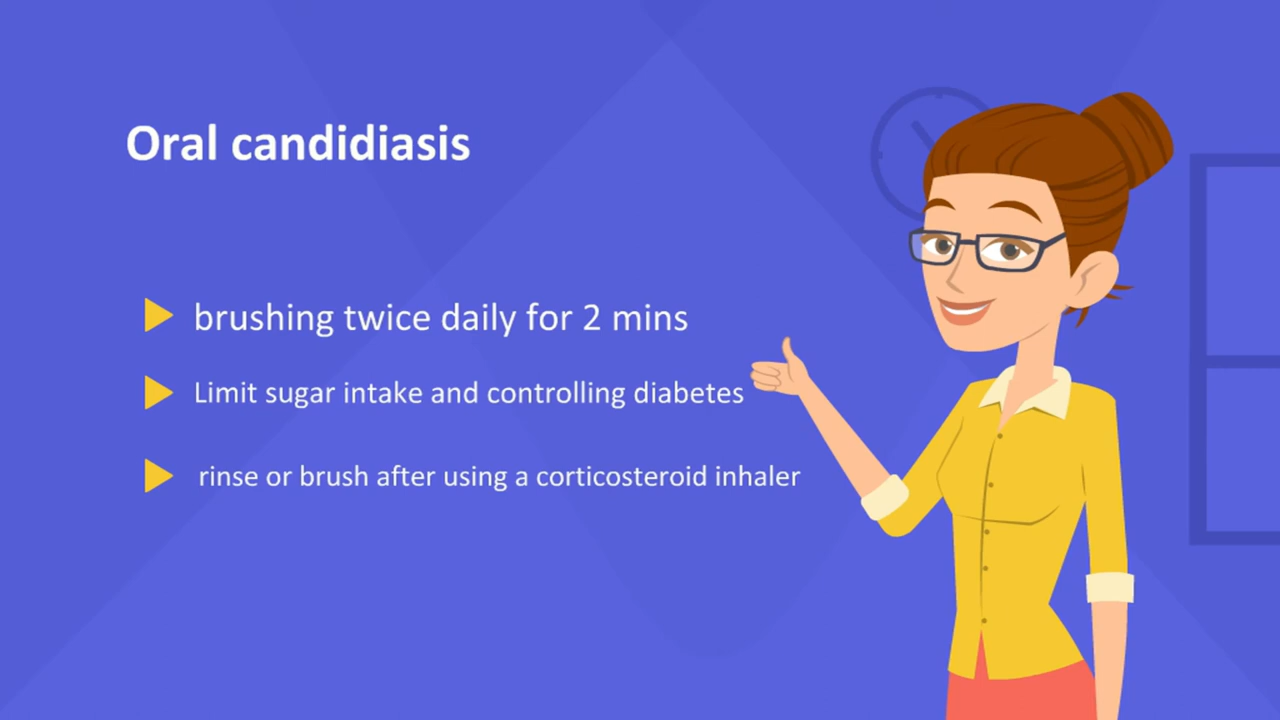 Oral candidiasis
brushing twice daily for 2 mins
Limit sugar intake and controlling diabetes
rinse or brush after using a corticosteroid inhaler